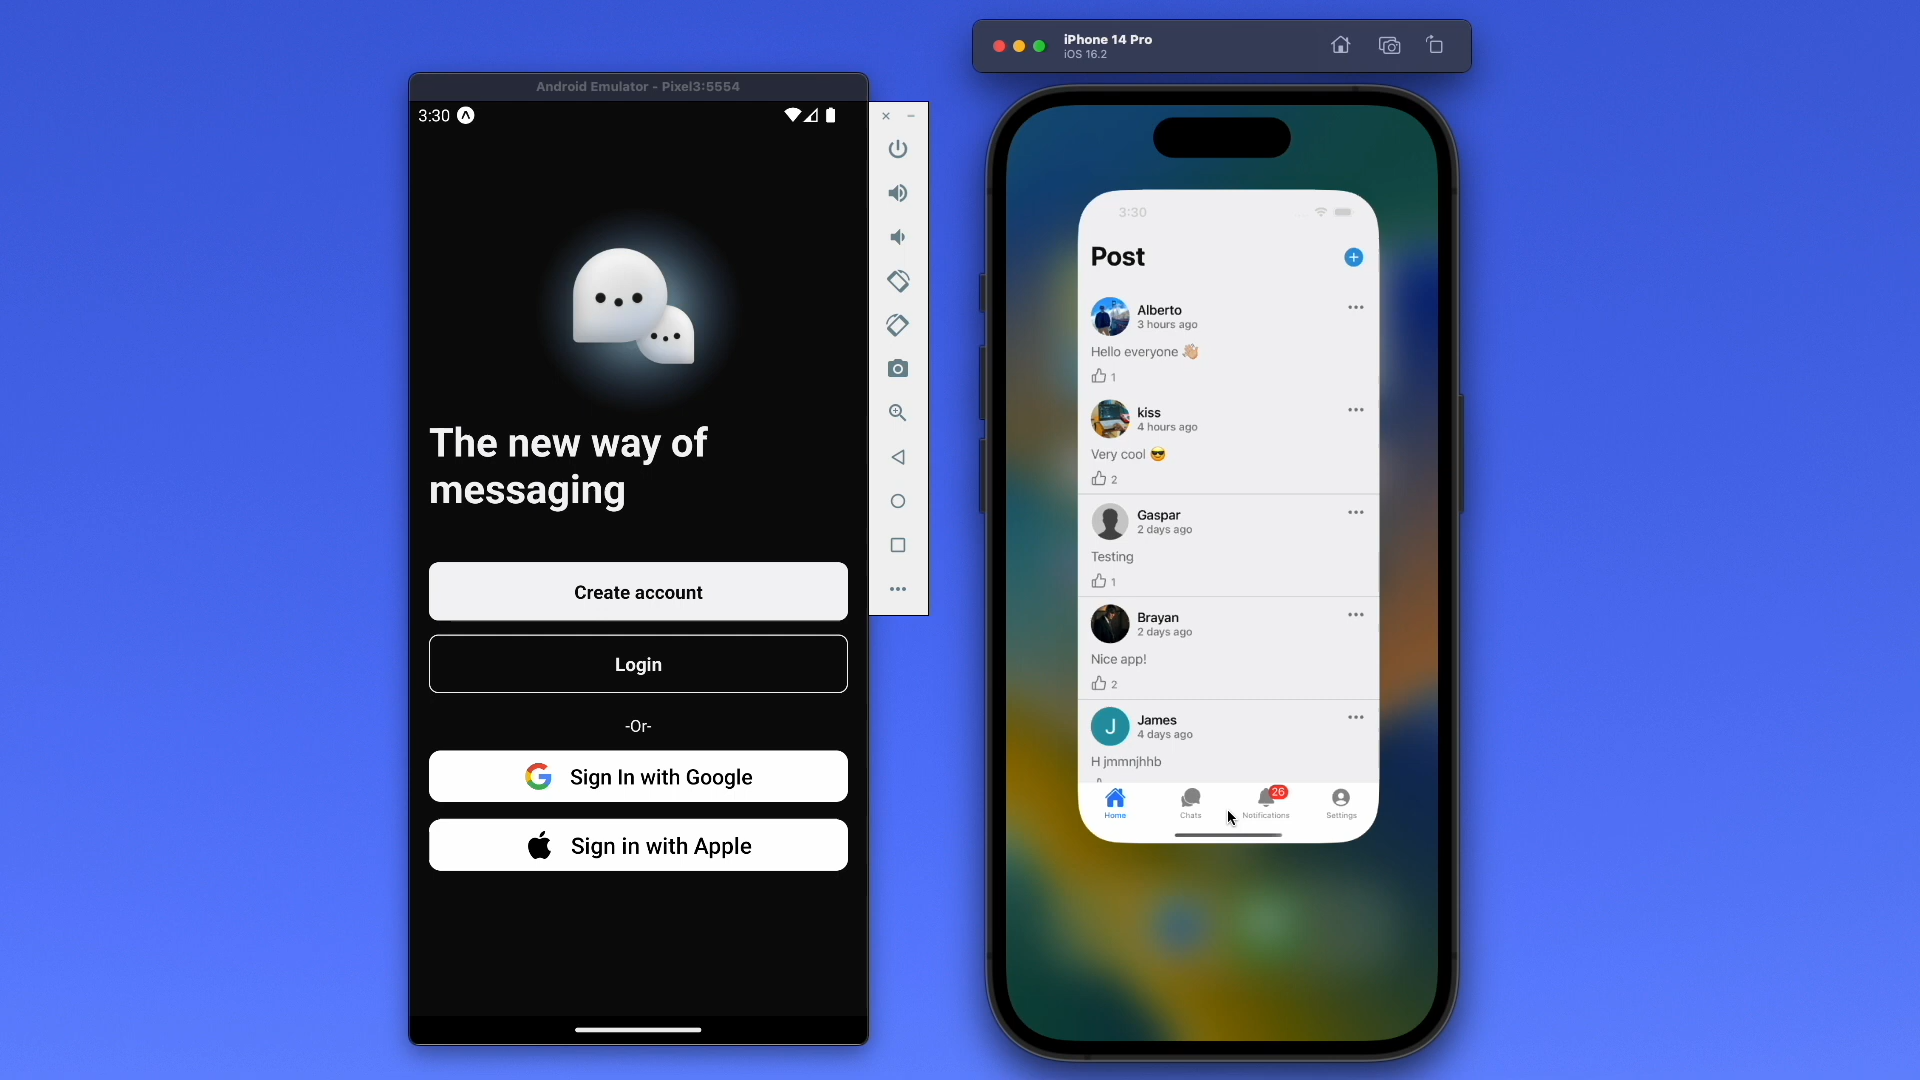 Android Emulator - Pixel3:5554
3:30
The new way of
messaging
Create account
Login
-Or-
Sign In with Google
Sign in with Apple
iPhone 14 Pro
iOS 16.2
3:30
Post
Alberto
3 hours ago
Hello everyone 👋🏼
1
kiss
4 hours ago
Very cool 😎
2
Gaspar
2 days ago
Testing
1
Brayan
2 days ago
Nice app!
2
J
James
4 days ago
H jmmnjhhb
26
Home
Chats
Notifications
Settings